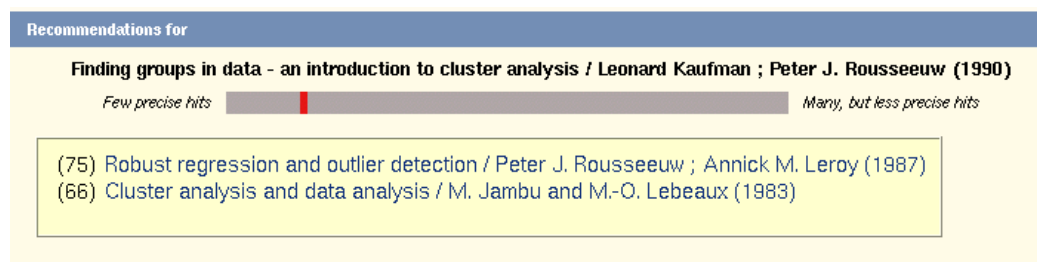 Recommendations for
Finding groups in data - an introduction to cluster analysis / Leonard Kaufman ; Peter J. Rousseeuw (1990)
Few precise hits Many, but less precise hits
(75) Robust regression and outlier detection / Peter J. Rousseeuw ; Annick M. Leroy (1987)
(66) Cluster analysis and data analysis / M. Jambu and M.-O. Lebeaux (1983)